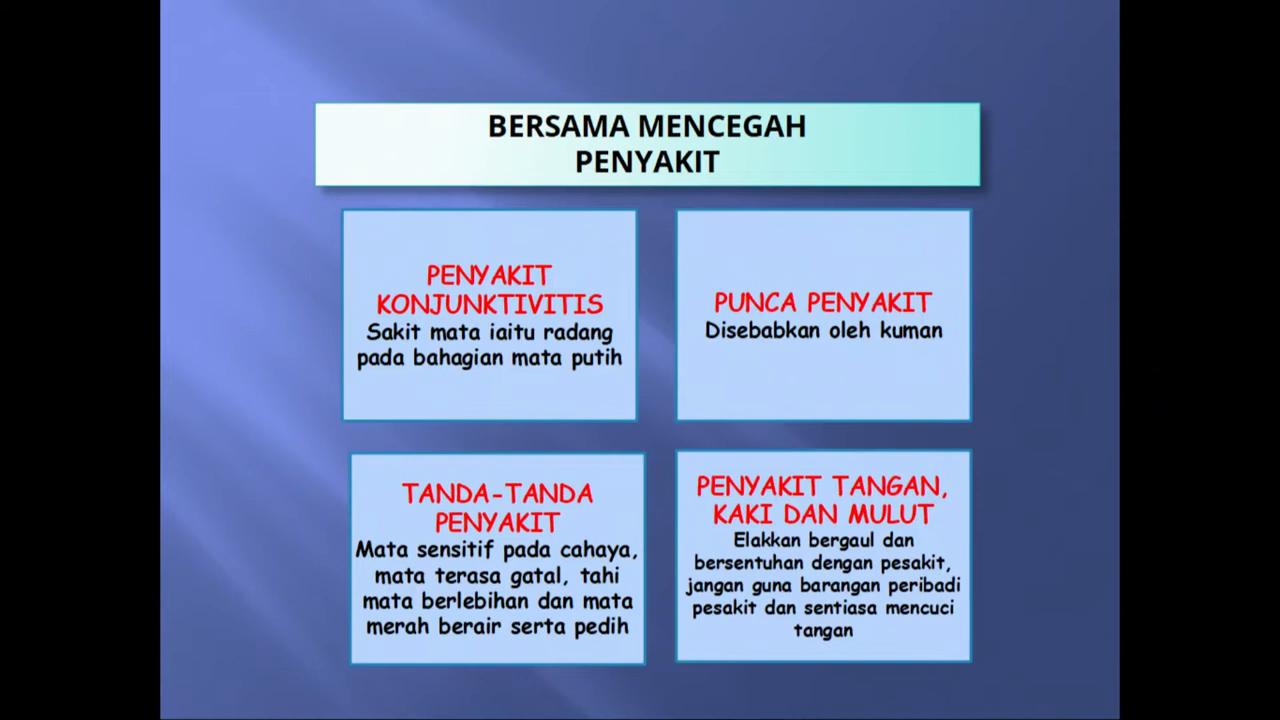 BERSAMA MENCEGAH
PENYAKIT
PENYAKIT
KONJUNKTIVITIS
Sakit mata iaitu radang
pada bahagian mata putih
PUNCA PENYAKIT
Disebabkan oleh kuman
TANDA-TANDA
PENYAKIT
Mata sensitif pada cahaya,
mata terasa gatal, tahi
mata berlebihan dan mata
merah berair serta pedih
PENYAKIT TANGAN,
KAKI DAN MULUT
Elakkan bergaul dan
bersentuhan dengan pesakit,
jangan guna barangan peribadi
pesakit dan sentiasa mencuci
tangan